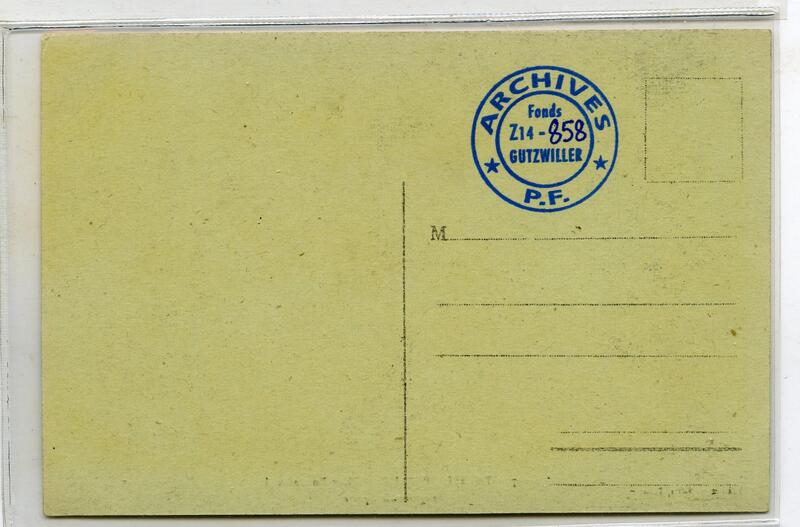 ARCHIVES
Fonds
Z14-858
GUTZWILLER
P.F.
M